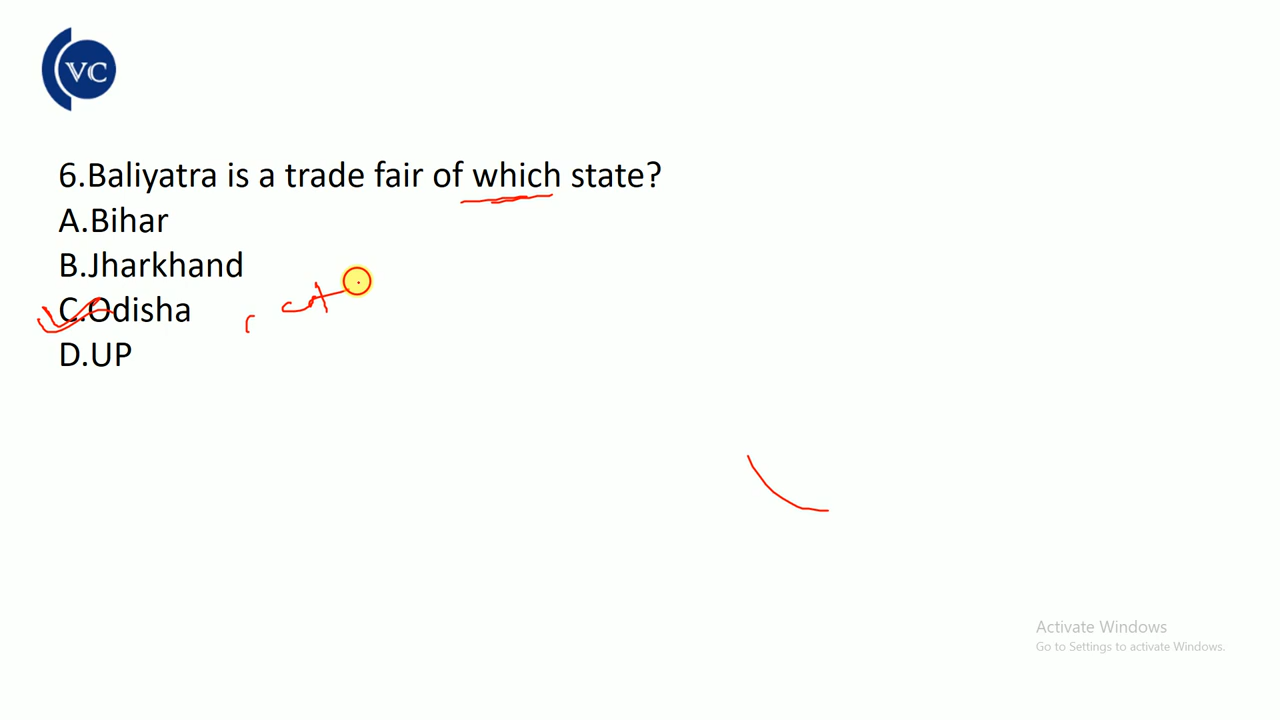 VC
6.Baliyatra is a trade fair of which state?
A.Bihar
B.Jharkhand
C.Odisha
D.UP
Activate Windows
Go to Settings to activate Windows.